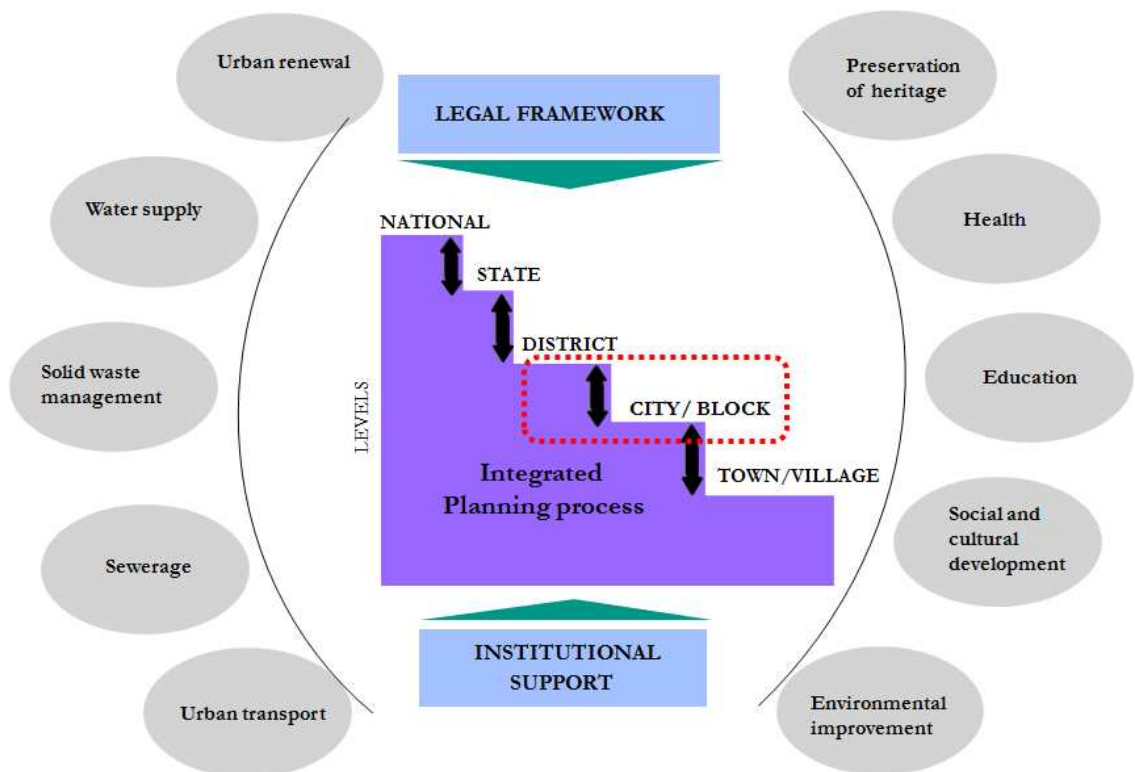 Urban renewal
Water supply
Solid waste
management
Sewerage
Urban transport
LEGAL FRAMEWORK
NATIONAL
STATE
DISTRICT
CITY/ BLOCK
TOWN/VILLAGE
LEVELS
Integrated
Planning process
INSTITUTIONAL
SUPPORT
Preservation
of heritage
Health
Education
Social and
cultural
development
Environmental
improvement